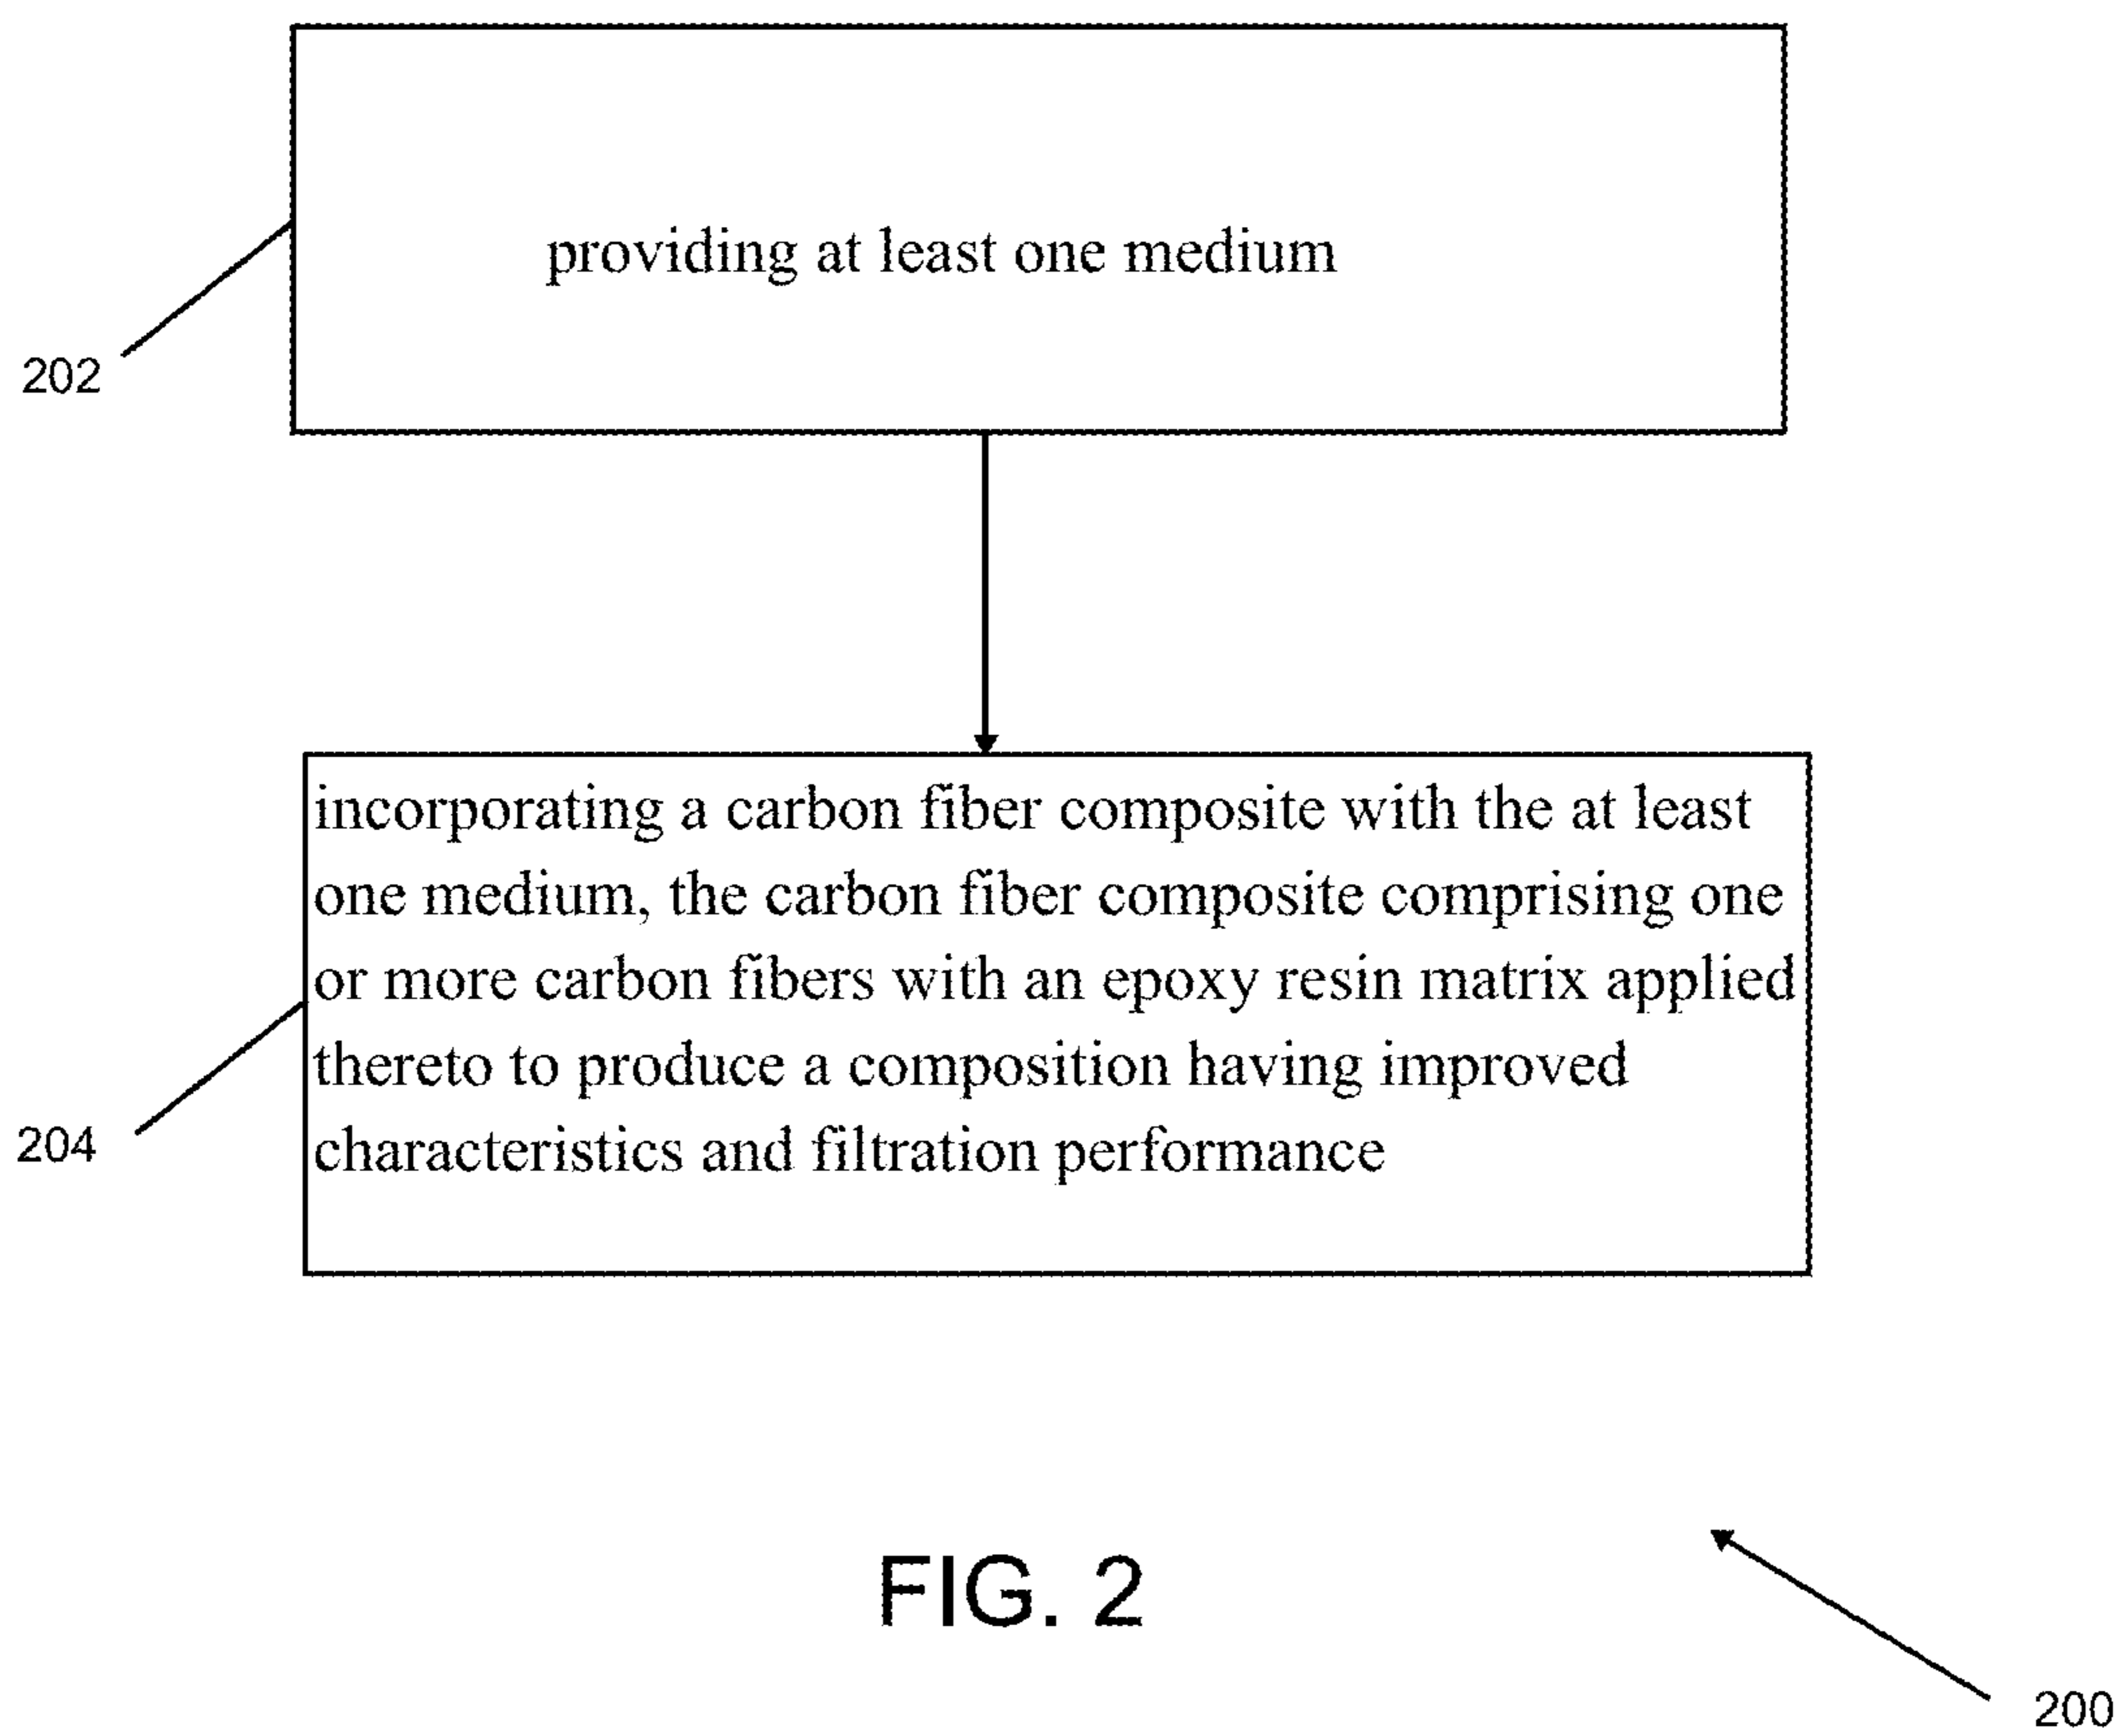 providing at least one medium
202
incorporating a carbon fiber composite with the at least
one medium, the carbon fiber composite comprising one
or more carbon fibers with an epoxy resin matrix applied
thereto to produce a composition having improved
characteristics and filtration performance
204
FIG. 2
200